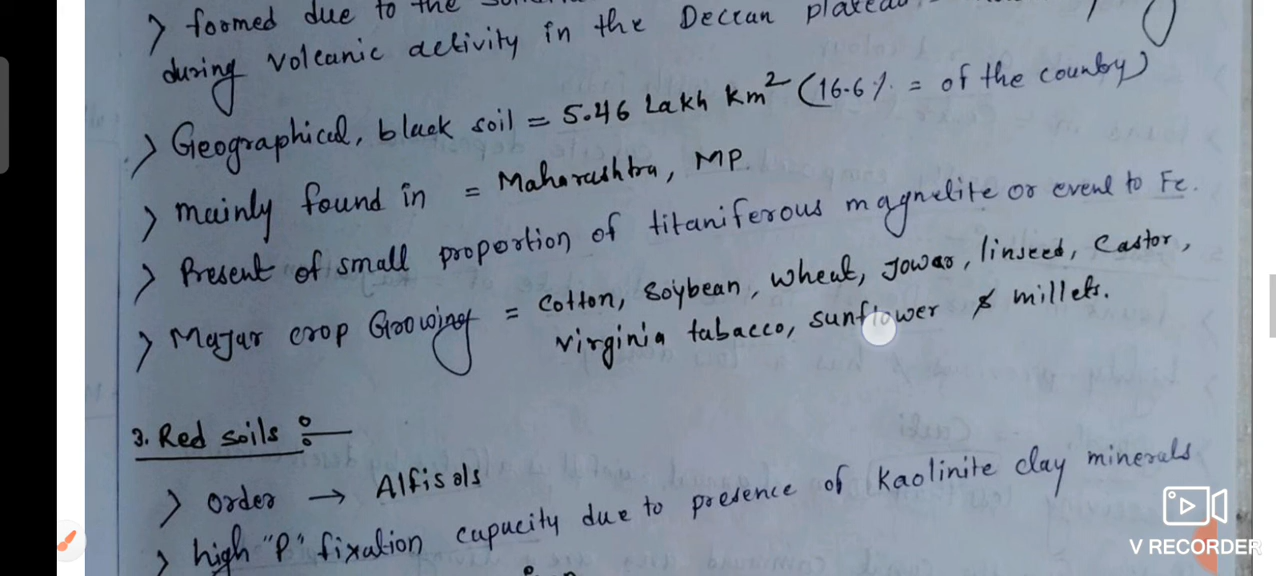 > formed due to the
during volcanic activity in the Deccan plateau
> Geographical, black soil = 5.46 Lakh km² (16.6 % = of the country)
> mainly found in = Maharashtra, MP.
> Present of small proportion of titaniferous magnetite or event to Fe.
> Major crop Growing = Cotton, Soybean, wheat, Jowar, linseed, Castor,
virginia tabacco, sunflower & millets.
3. Red soils :—
> order → Alfisols
> high "P" fixation capacity due to presence of kaolinite clay minerals
V RECORDER